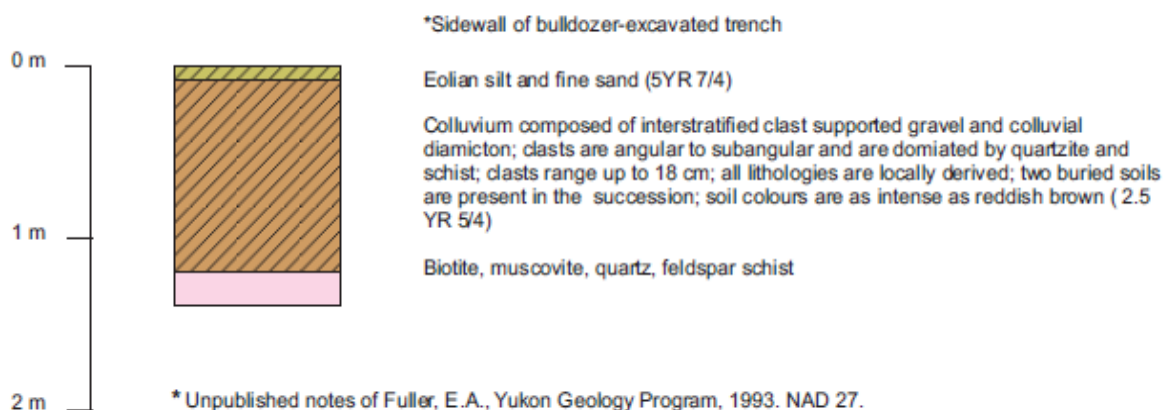 *Sidewall of bulldozer-excavated trench
0 m
Eolian silt and fine sand (5YR 7/4)
Colluvium composed of interstratified clast supported gravel and colluvial
diamicton; clasts are angular to subangular and are domiated by quartzite and
schist; clasts range up to 18 cm; all lithologies are locally derived; two buried soils
are present in the succession; soil colours are as intense as reddish brown ( 2.5
YR 5/4)
1 m
Biotite, muscovite, quartz, feldspar schist
2 m
* Unpublished notes of Fuller, E.A., Yukon Geology Program, 1993. NAD 27.